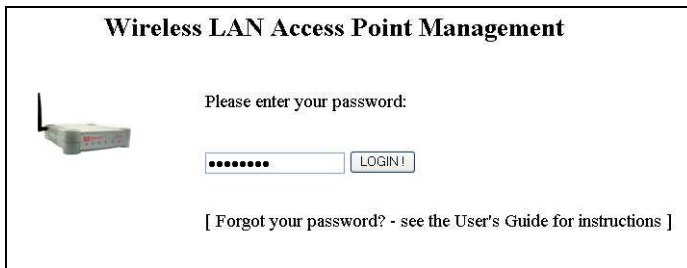 Wireless LAN Access Point Management
Please enter your password:
●●●●●●●●
LOGIN !
[ Forgot your password? - see the User's Guide for instructions ]